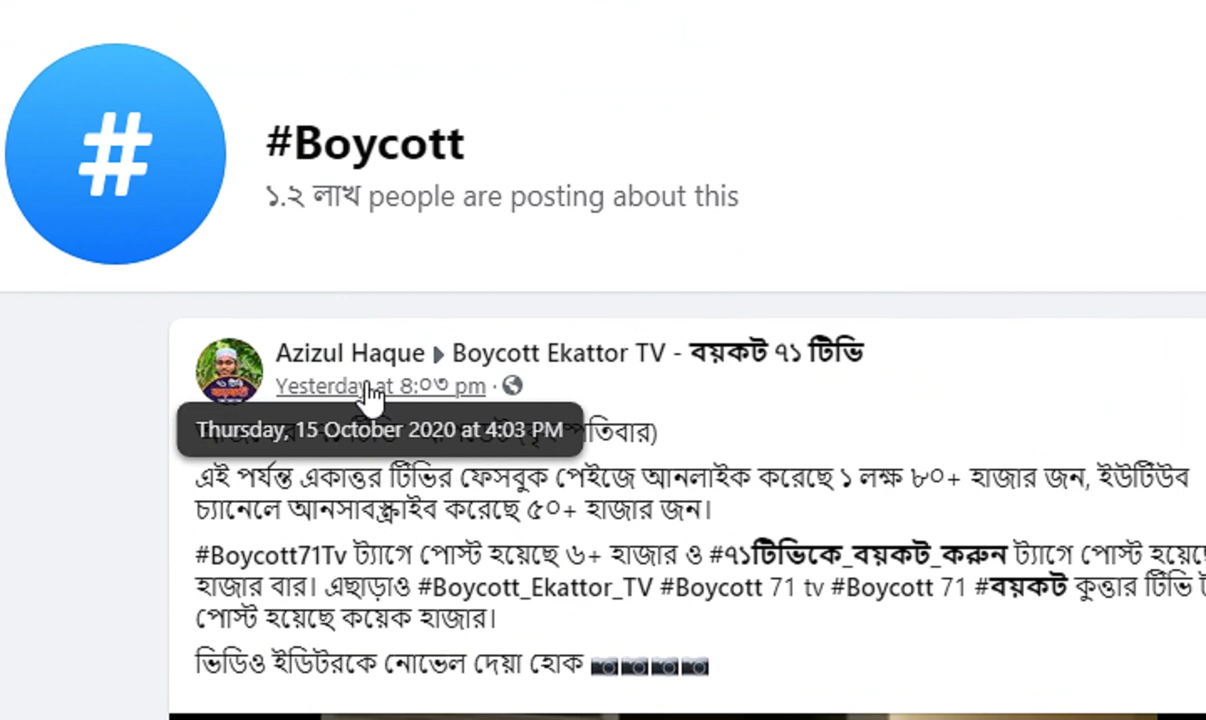 #
#Boycott
১.২ লাখ people are posting about this
Azizul Haque ▸ Boycott Ekattor TV - বয়কট ৭১ টিভি
Yesterday at 8:০৩ pm ·
Thursday, 15 October 2020 at 4:03 PM
এই পর্যন্ত একাত্তর টিভির ফেসবুক পেইজে আনলাইক করেছে ১ লক্ষ ৮০+ হাজার জন, ইউটিউব
চ্যানেলে আনসাবস্ক্রাইব করেছে ৫০+ হাজার জন।
#Boycott71Tv ট্যাগে পোস্ট হয়েছে ৬+ হাজার ও #৭১টিভিকে_বয়কট_করুন ট্যাগে পোস্ট হয়েছে
হাজার বার। এছাড়াও #Boycott_Ekattor_TV #Boycott 71 tv #Boycott 71 #বয়কট কুত্তার টিভি
পোস্ট হয়েছে কয়েক হাজার।
ভিডিও ইডিটরকে নোভেল দেয়া হোক 📷📷📷📷